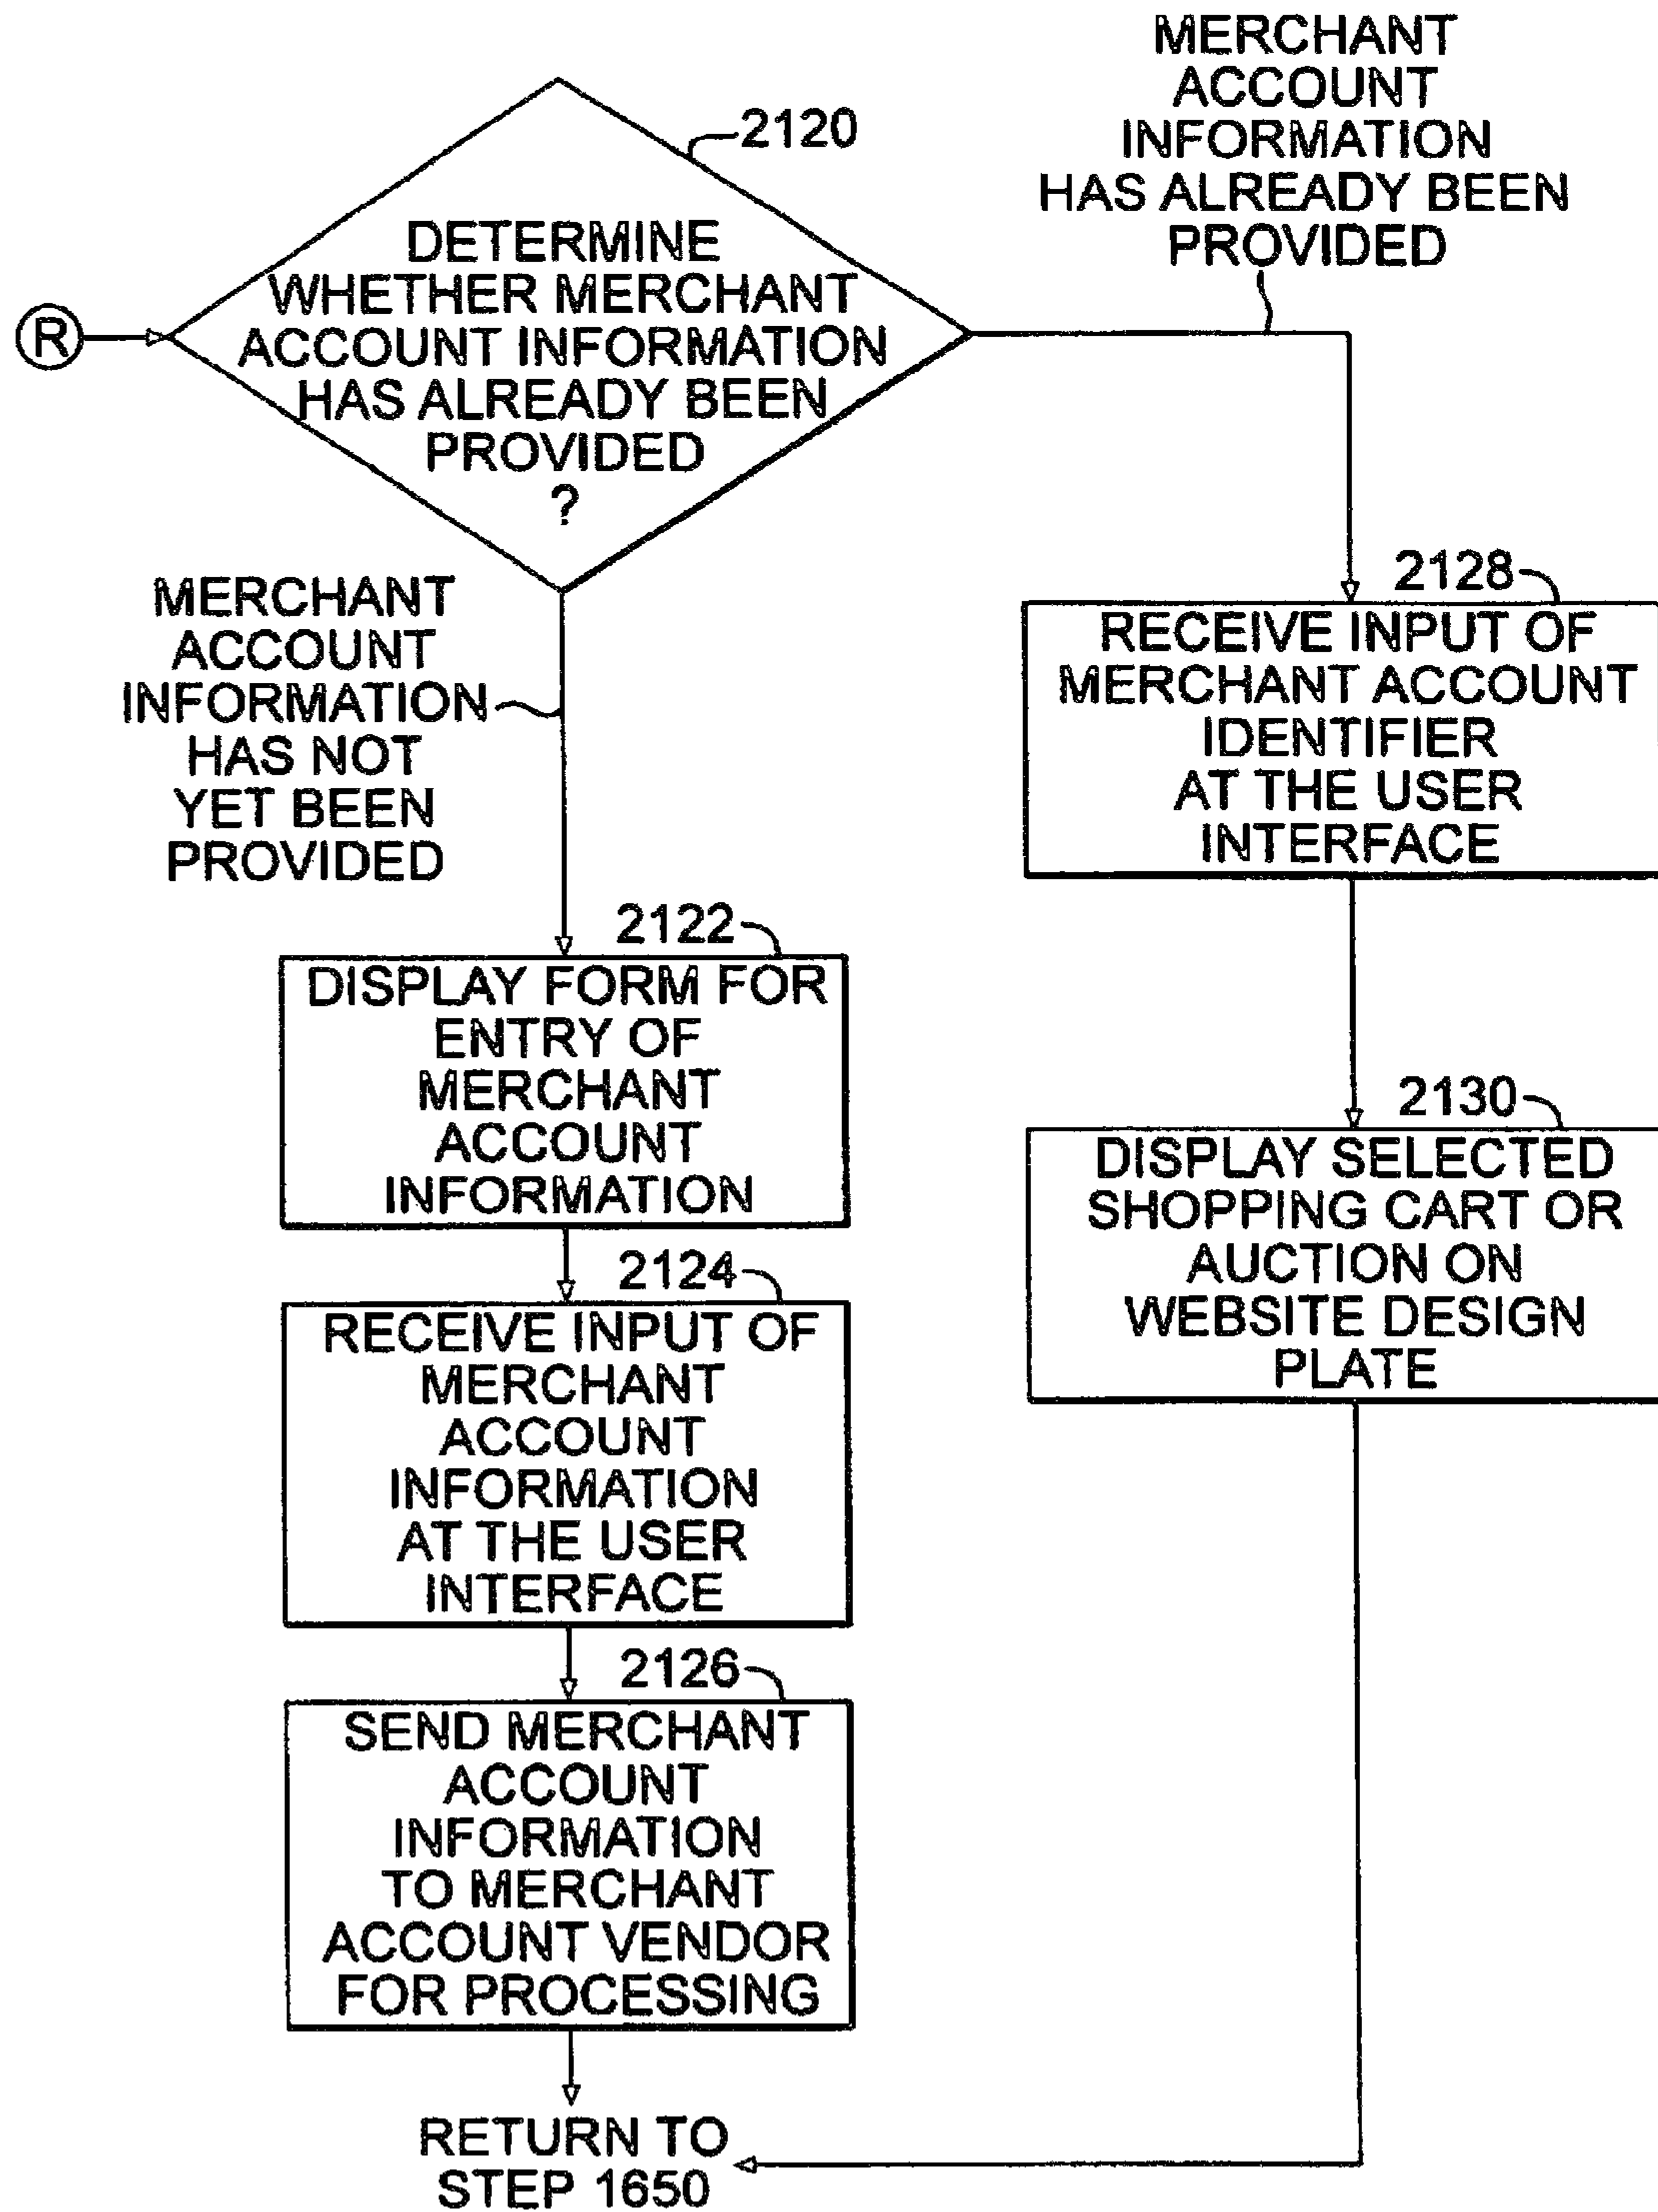 MERCHANT
ACCOUNT
INFORMATION
HAS ALREADY BEEN
PROVIDED
2120
DETERMINE
WHETHER MERCHANT
ACCOUNT INFORMATION
HAS ALREADY BEEN
PROVIDED
?
R
MERCHANT
ACCOUNT
INFORMATION
HAS NOT
YET BEEN
PROVIDED
2128
RECEIVE INPUT OF
MERCHANT ACCOUNT
IDENTIFIER
AT THE USER
INTERFACE
2122
DISPLAY FORM FOR
ENTRY OF
MERCHANT
ACCOUNT
INFORMATION
2130
DISPLAY SELECTED
SHOPPING CART OR
AUCTION ON
WEBSITE DESIGN
PLATE
2124
RECEIVE INPUT OF
MERCHANT
ACCOUNT
INFORMATION
AT THE USER
INTERFACE
2126
SEND MERCHANT
ACCOUNT
INFORMATION
TO MERCHANT
ACCOUNT VENDOR
FOR PROCESSING
RETURN TO
STEP 1650